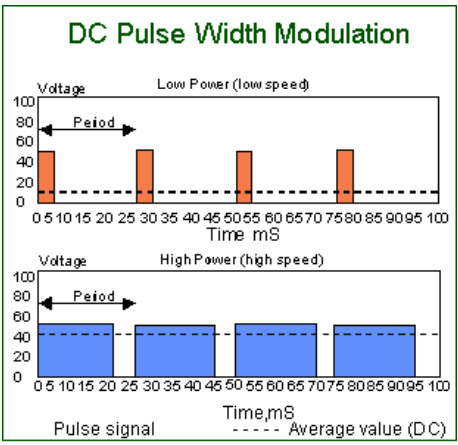 DC Pulse Width Modulation
Voltage Low Power (low speed)
100
80 Period
60
40
20
0
0 5 10 15 20 25 30 35 40 45 50 55 60 65 70 75 80 85 90 95 100
Time mS
Voltage High Power (high speed)
100
80 Period
60
40
20
0
0 5 10 15 20 25 30 35 40 45 50 55 60 65 70 75 80 85 90 95 100
Time,mS
Pulse signal ----- Average value (DC)